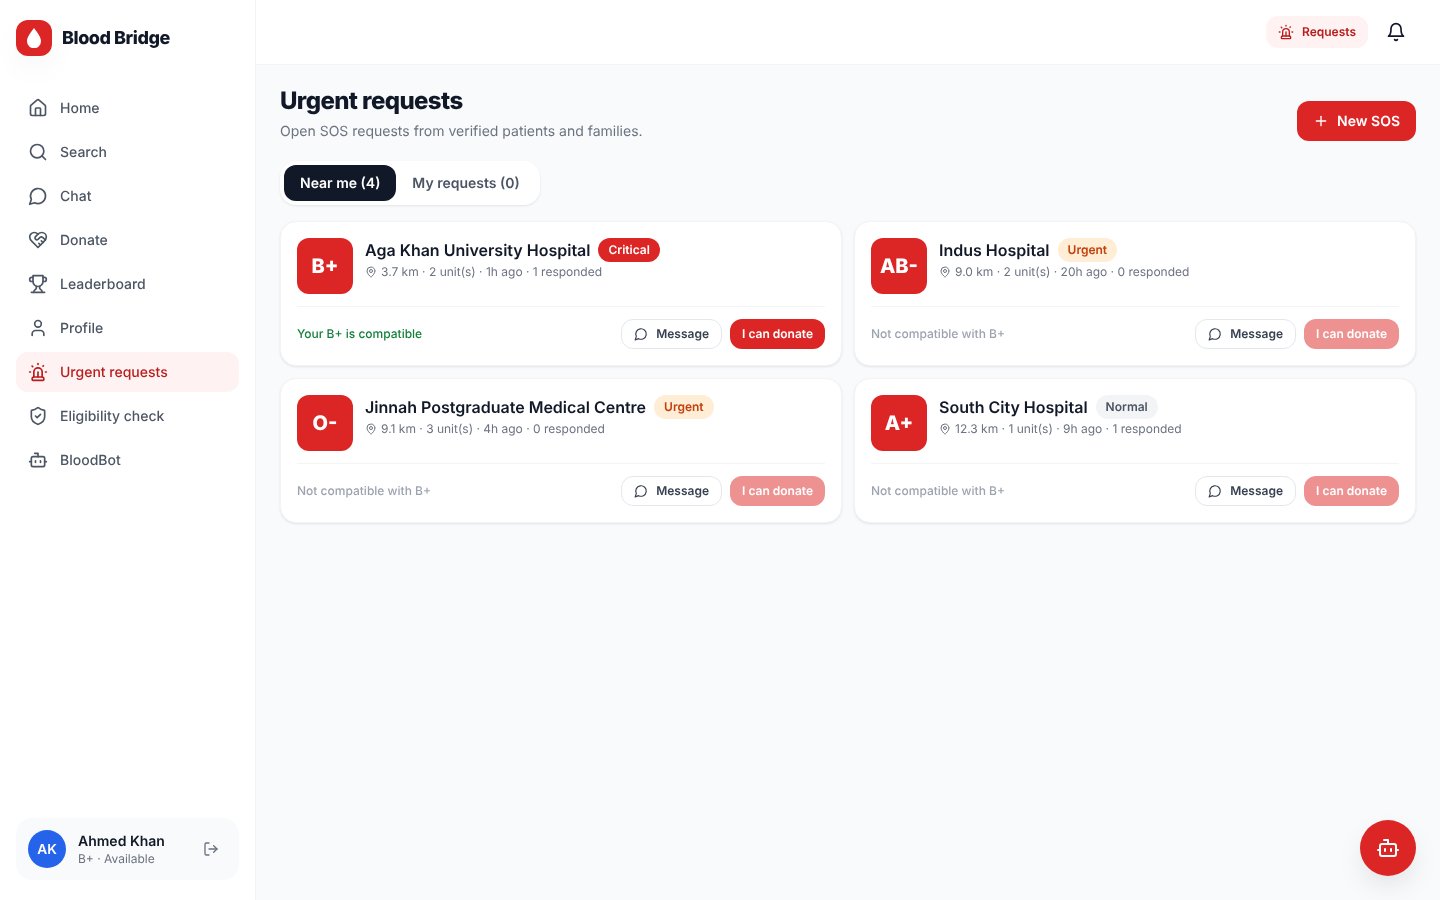 Blood Bridge
Home
Search
Chat
Donate
Leaderboard
Profile
Urgent requests
Eligibility check
BloodBot
AK
Ahmed Khan
B+ · Available
Requests
Urgent requests
Open SOS requests from verified patients and families.
New SOS
Near me (4)
My requests (0)
B+
Aga Khan University Hospital
Critical
3.7 km · 2 unit(s) · 1h ago · 1 responded
Your B+ is compatible
Message
I can donate
AB-
Indus Hospital
Urgent
9.0 km · 2 unit(s) · 20h ago · 0 responded
Not compatible with B+
Message
I can donate
O-
Jinnah Postgraduate Medical Centre
Urgent
9.1 km · 3 unit(s) · 4h ago · 0 responded
Not compatible with B+
Message
I can donate
A+
South City Hospital
Normal
12.3 km · 1 unit(s) · 9h ago · 1 responded
Not compatible with B+
Message
I can donate